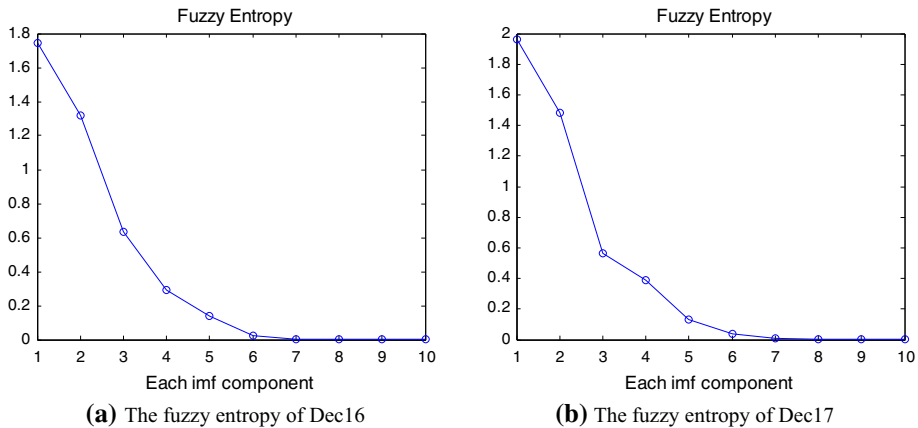 Fuzzy Entropy
1.8
1.6
1.4
1.2
1
0.8
0.6
0.4
0.2
0
1 2 3 4 5 6 7 8 9 10
Each imf component
(a) The fuzzy entropy of Dec16
Fuzzy Entropy
2
1.8
1.6
1.4
1.2
1
0.8
0.6
0.4
0.2
0
1 2 3 4 5 6 7 8 9 10
Each imf component
(b) The fuzzy entropy of Dec17